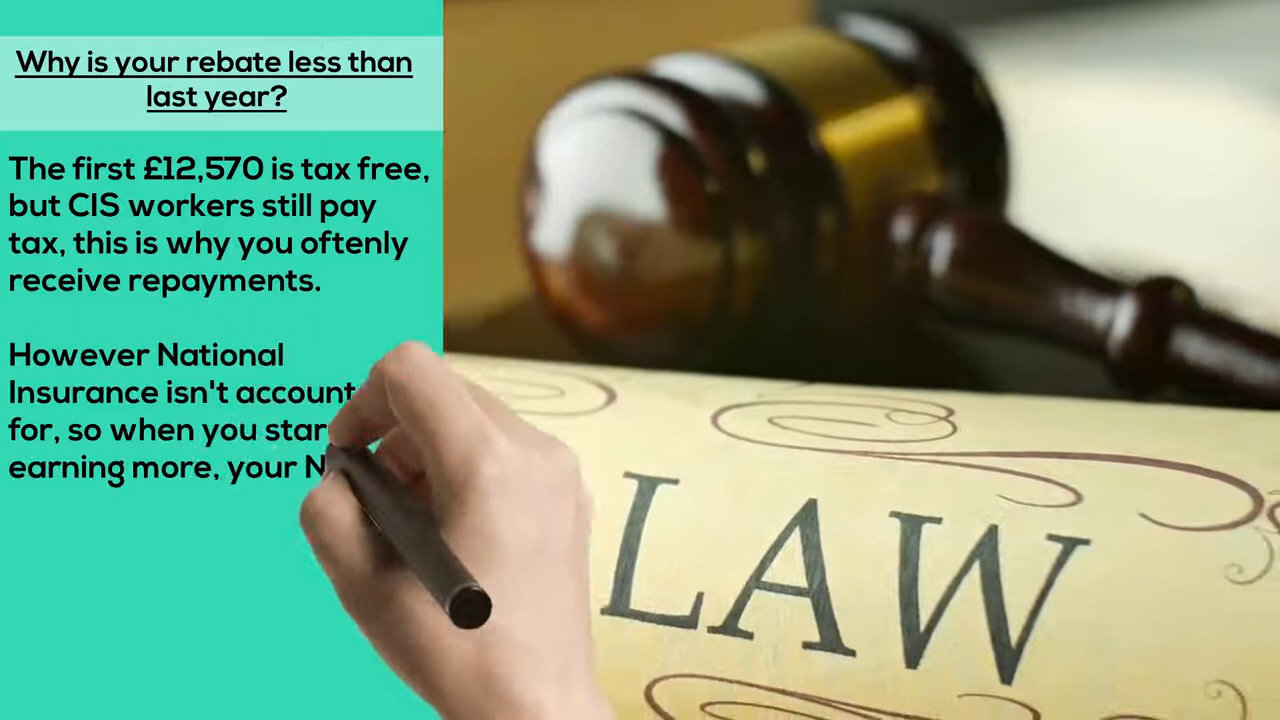 Why is your rebate less than
last year?
The first £12,570 is tax free,
but CIS workers still pay
tax, this is why you oftenly
receive repayments.
However National
Insurance isn't
for, so when you
earning more, your
LAW